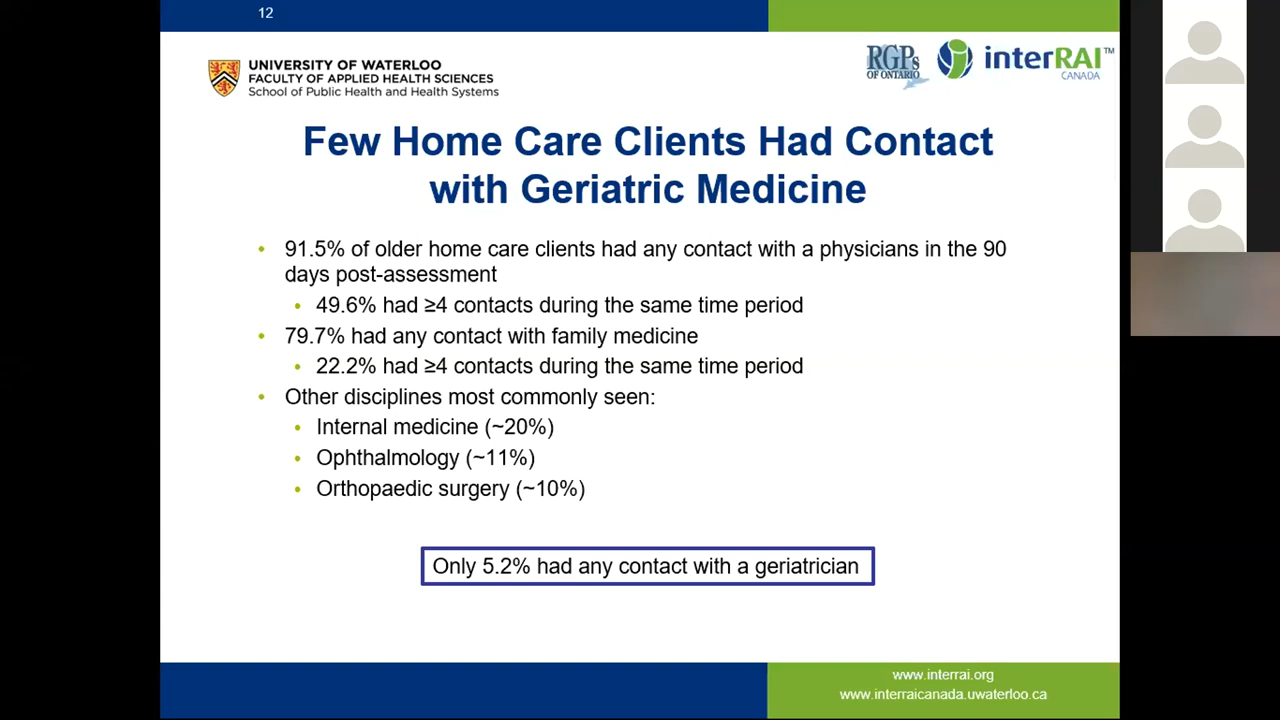 12
UNIVERSITY OF WATERLOO
FACULTY OF APPLIED HEALTH SCIENCES
School of Public Health and Health Systems
RGPs
OF ONTARIO
interRAI™
CANADA
Few Home Care Clients Had Contact
with Geriatric Medicine
• 91.5% of older home care clients had any contact with a physicians in the 90
days post-assessment
• 49.6% had ≥4 contacts during the same time period
• 79.7% had any contact with family medicine
• 22.2% had ≥4 contacts during the same time period
• Other disciplines most commonly seen:
• Internal medicine (~20%)
• Ophthalmology (~11%)
• Orthopaedic surgery (~10%)
Only 5.2% had any contact with a geriatrician
www.interrai.org
www.interraicanada.uwaterloo.ca